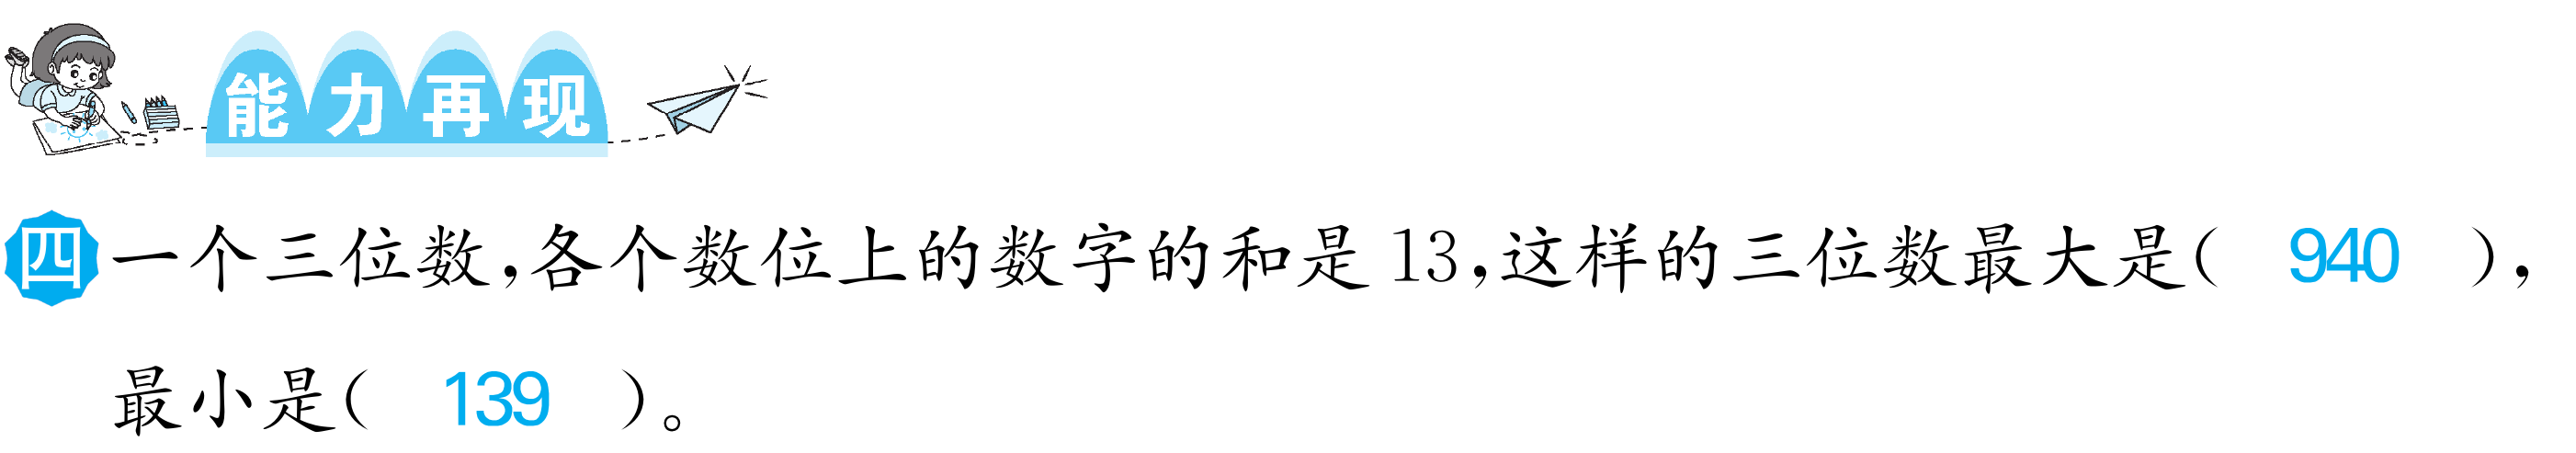 能力再现
四 一个三位数,各个数位上的数字的和是13,这样的三位数最大是( 940 ),
最小是( 139 )。